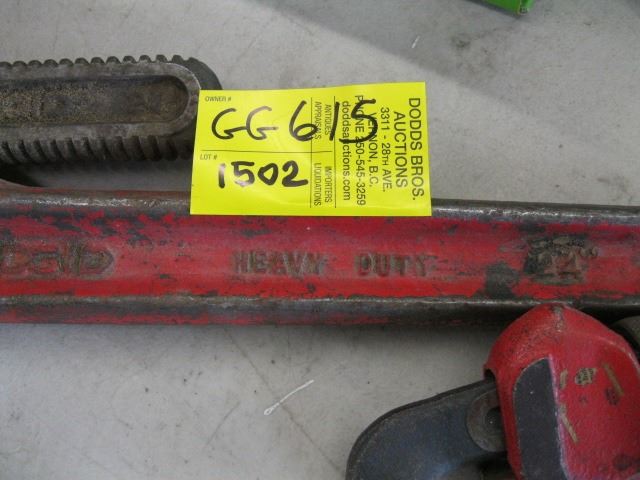 OWNER #
GG 615
LOT #
1502
ANTIQUES
APPRAISALS
IMPORTERS
LIQUIDATIONS
DODDS BROS.
AUCTIONS
3311 - 28TH AVE.
VERNON, B.C.
PHONE 250-545-3259
doddsauctions.com
HEAVY DUTY
24"